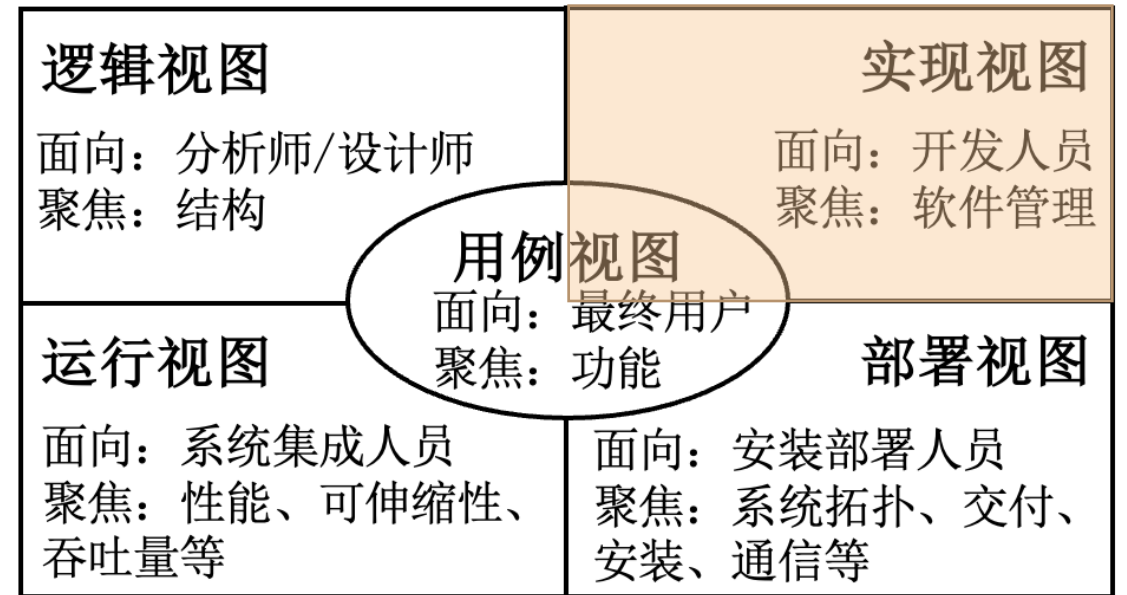 逻辑视图
面向：分析师/设计师
聚焦：结构
实现视图
面向：开发人员
聚焦：软件管理
用例视图
面向：最终用户
聚焦：功能
运行视图
面向：系统集成人员
聚焦：性能、可伸缩性、
吞吐量等
部署视图
面向：安装部署人员
聚焦：系统拓扑、交付、
安装、通信等